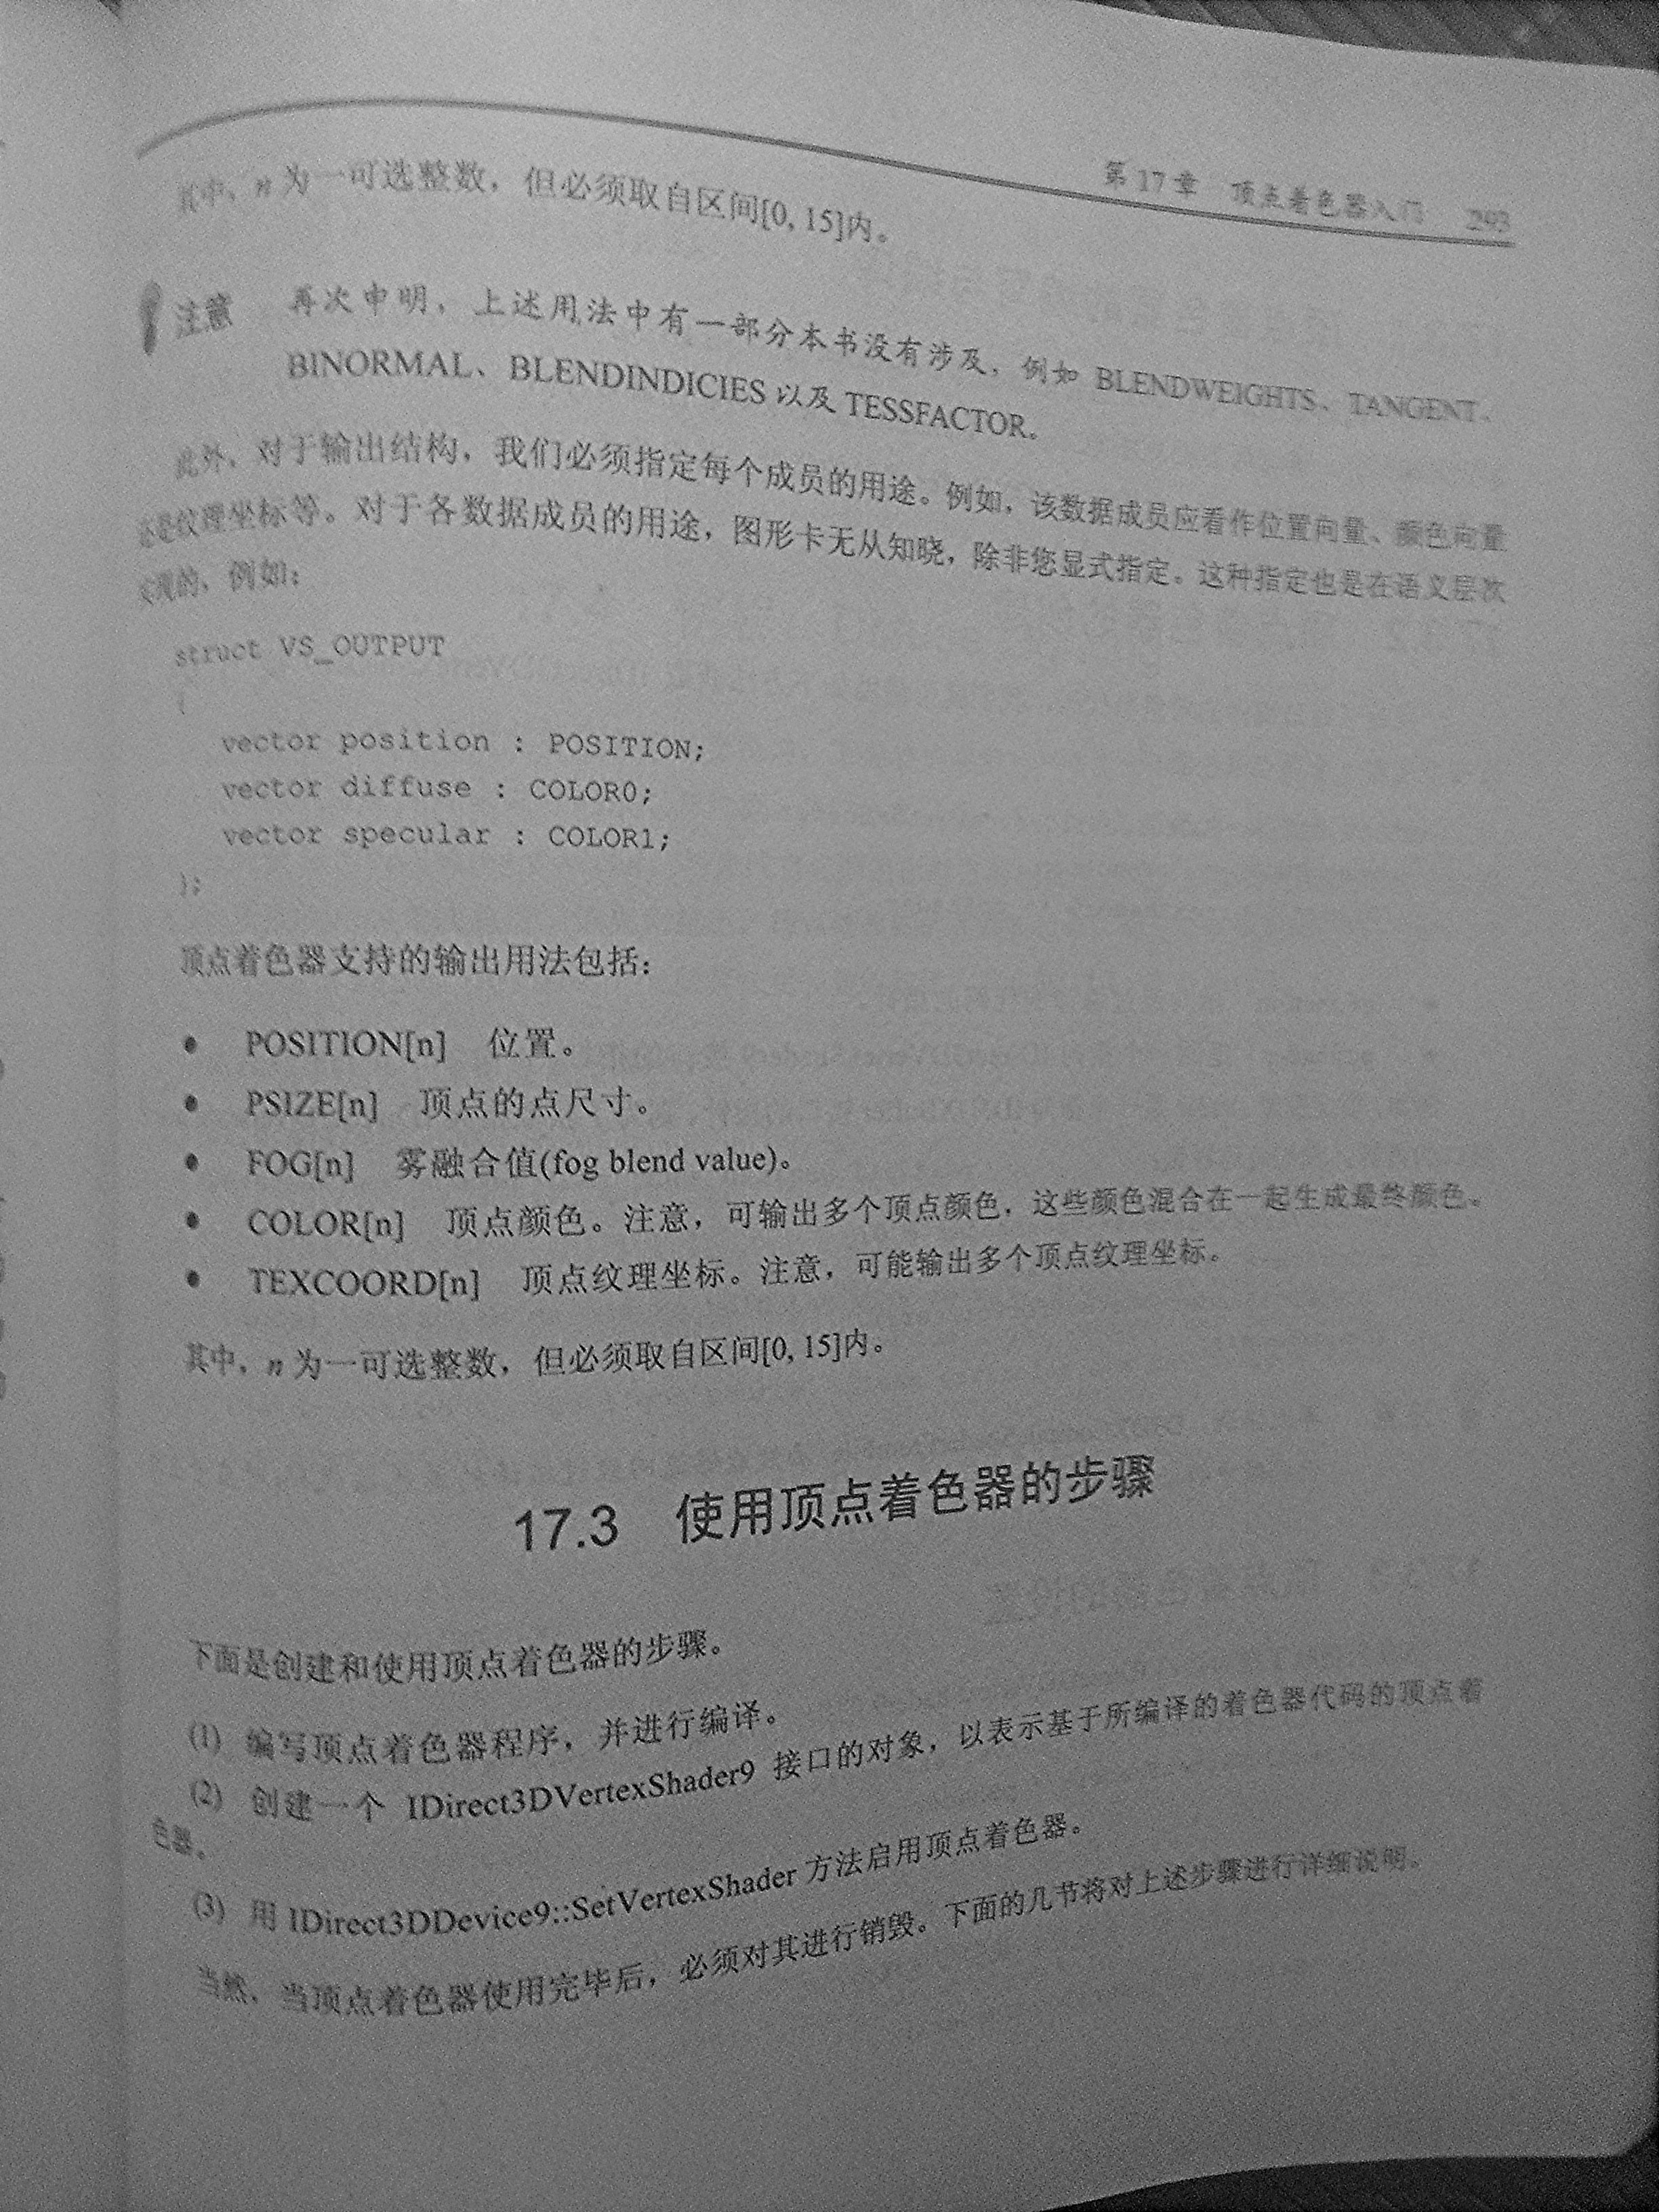 第 17 章 顶点着色器入门 293
其中，n 为一可选整数，但必须取自区间[0, 15]内。
注意 再次申明，上述用法中有一部分本书没有涉及，例如 BLENDWEIGHTS、TANGENT、
BINORMAL、BLENDINDICIES 以及 TESSFACTOR。
此外，对于输出结构，我们必须指定每个成员的用途。例如，该数据成员应看作位置向量、颜色向量
还是纹理坐标等。对于各数据成员的用途，图形卡无从知晓，除非您显式指定。这种指定也是在语义层次
实现的，例如：
struct VS_OUTPUT
{
vector position : POSITION;
vector diffuse : COLOR0;
vector specular : COLOR1;
};
顶点着色器支持的输出用法包括：
● POSITION[n] 位置。
● PSIZE[n] 顶点的点尺寸。
● FOG[n] 雾融合值(fog blend value)。
● COLOR[n] 顶点颜色。注意，可输出多个顶点颜色，这些颜色混合在一起生成最终颜色。
● TEXCOORD[n] 顶点纹理坐标。注意，可能输出多个顶点纹理坐标。
其中，n 为一可选整数，但必须取自区间[0, 15]内。
17.3 使用顶点着色器的步骤
下面是创建和使用顶点着色器的步骤。
(1) 编写顶点着色器程序，并进行编译。
(2) 创建一个 IDirect3DVertexShader9 接口的对象，以表示基于所编译的着色器代码的顶点着
色器。
(3) 用 IDirect3DDevice9::SetVertexShader 方法启用顶点着色器。
当然，当顶点着色器使用完毕后，必须对其进行销毁。下面的几节将对上述步骤进行详细说明。